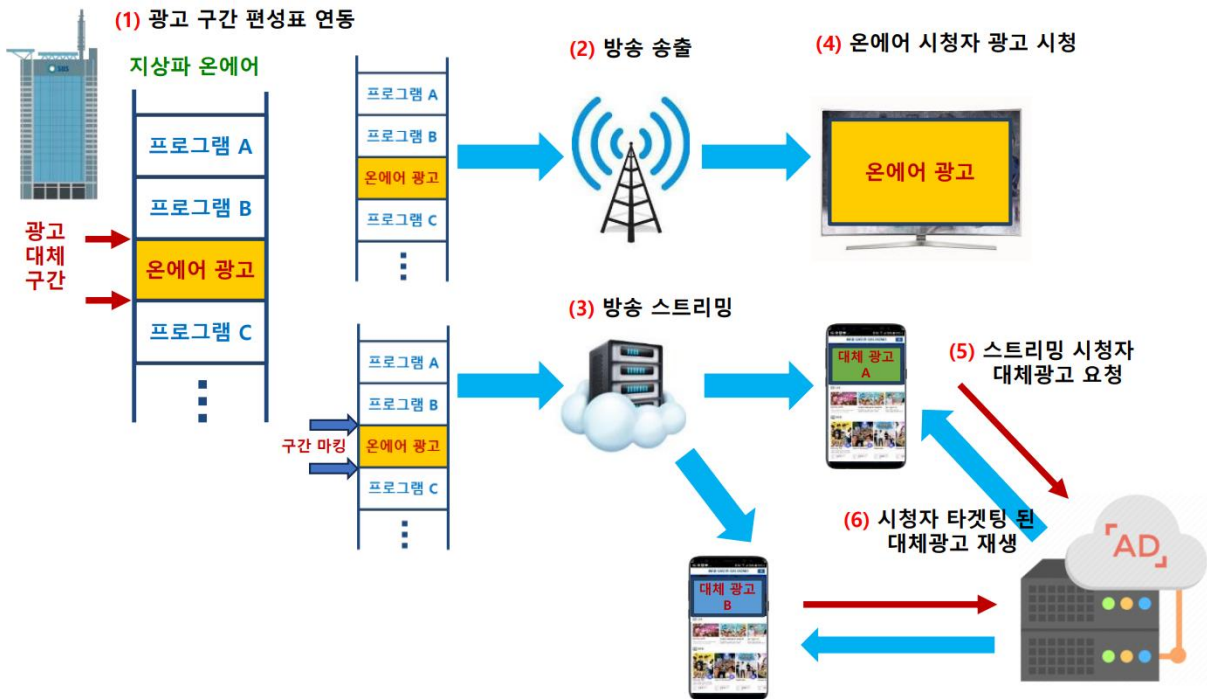 (1) 광고 구간 편성표 연동
SBS
지상파 온에어
프로그램 A
프로그램 B
온에어 광고
프로그램 C
광고
대체
구간
프로그램 A
프로그램 B
온에어 광고
프로그램 C
(2) 방송 송출
(4) 온에어 시청자 광고 시청
온에어 광고
프로그램 A
프로그램 B
온에어 광고
프로그램 C
구간 마킹
(3) 방송 스트리밍
대체 광고
A
(5) 스트리밍 시청자
대체광고 요청
(6) 시청자 타겟팅 된
대체광고 재생
대체 광고
B
AD